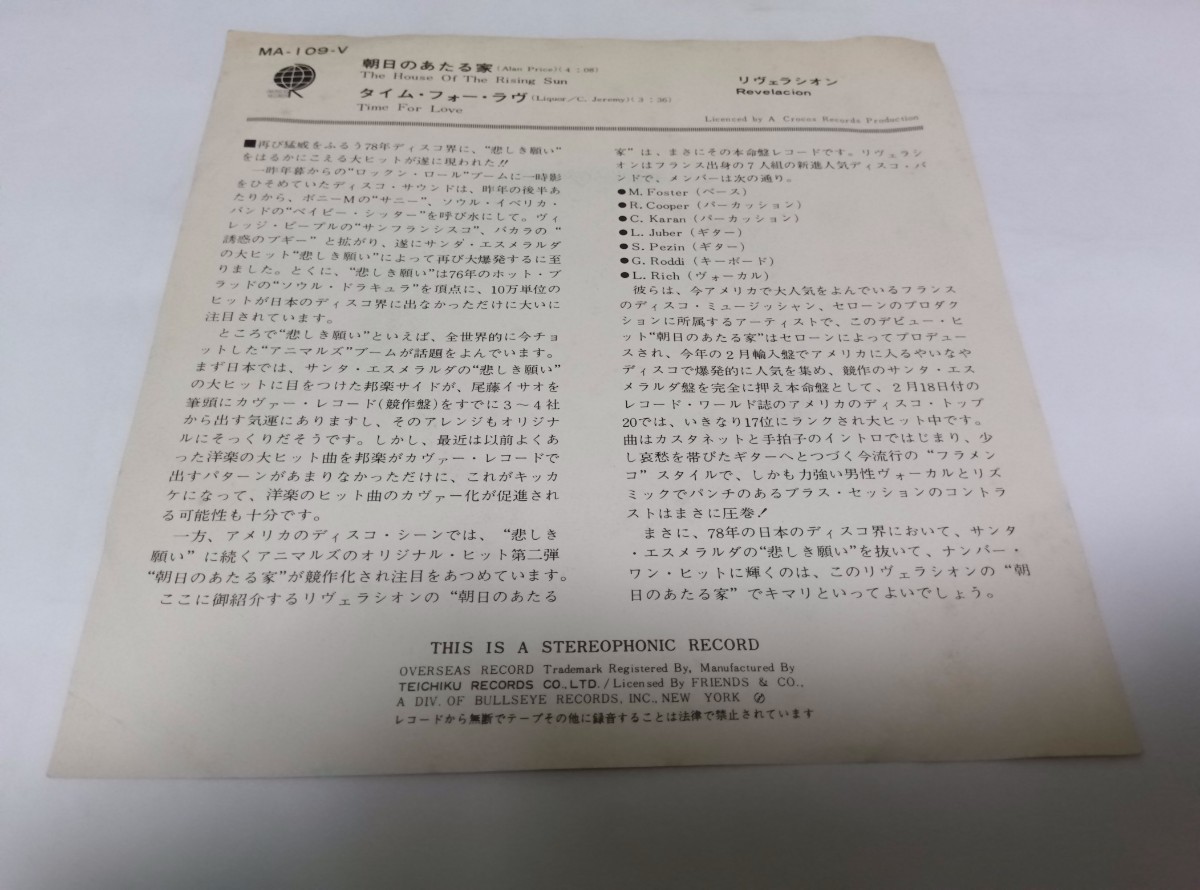 MA-109-V
朝日のあたる家 (Alan Price)(4:08)
The House Of The Rising Sun
タイム・フォー・ラヴ (Liquor/C. Jeremy)(3:36)
Time For Love
リヴェラシオン
Revelacion
Licensed by A Crocos Records Production
■再び猛威をふるう78年ディスコ界に、“悲しき願い”
をはるかにこえる大ヒットが遂に現われた!!
一昨年暮からの“ロックン・ロール”ブームに一時影
をひそめていたディスコ・サウンドは、昨年の後半あ
たりから、ボニーMの“サニー”、ソウル・イベリカ・
バンドの“ベイビー・シッター”を呼び水にして。ヴィ
レッジ・ピープルの“サンフランシスコ”、バカラの“
誘惑のブギー”と拡がり、遂にサンタ・エスメラルダ
の大ヒット“悲しき願い”によって再び大爆発するに至
りました。とくに、“悲しき願い”は76年のホット・ブ
ラッドの“ソウル・ドラキュラ”を頂点に、10万単位の
ヒットが日本のディスコ界に出なかっただけに大いに
注目されています。
ところで“悲しき願い”といえば、全世界的に今チョ
ットした“アニマルズ”ブームが話題をよんでいます。
まず日本では、サンタ・エスメラルダの“悲しき願い”
の大ヒットに目をつけた邦楽サイドが、尾藤イサオを
筆頭にカヴァー・レコード(競作盤)をすでに3〜4社
から出す気運にありますし、そのアレンジもオリジナ
ルにそっくりだそうです。しかし、最近は以前よくあ
った洋楽の大ヒット曲を邦楽がカヴァー・レコードで
出すパターンがあまりなかっただけに、これがキッカ
ケになって、洋楽のヒット曲のカヴァー化が促進され
る可能性も十分です。
一方、アメリカのディスコ・シーンでは、“悲しき
願い”に続くアニマルズのオリジナル・ヒット第二弾
“朝日のあたる家”が競作化され注目をあつめています。
ここに御紹介するリヴェラシオンの“朝日のあたる
家”は、まさにその本命盤レコードです。リヴェラシ
オンはフランス出身の7人組の新進人気ディスコ・バ
ンドで、メンバーは次の通り。
●M. Foster (ベース)
●R. Cooper (パーカッション)
●C. Karan (パーカッション)
●L. Juber (ギター)
●S. Pezin (ギター)
●G. Roddi (キーボード)
●L. Rich (ヴォーカル)
彼らは、今アメリカで大人気をよんでいるフランス
のディスコ・ミュージッシャン、セローンのプロダク
ションに所属するアーティストで、このデビュー・ヒ
ット“朝日のあたる家”はセローンによってプロデュー
スされ、今年の2月輸入盤でアメリカに入るやいなや
ディスコで爆発的に人気を集め、競作のサンタ・エス
メラルダ盤を完全に押え本命盤として、2月18日付の
レコード・ワールド誌のアメリカのディスコ・トップ
20では、いきなり17位にランクされ大ヒット中です。
曲はカスタネットと手拍子のイントロではじまり、少
し哀愁を帯びたギターへとつづく今流行の“フラメン
コ”スタイルで、しかも力強い男性ヴォーカルとリズ
ミックでパンチのあるブラス・セッションのコントラ
ストはまさに圧巻!
まさに、78年の日本のディスコ界において、サンタ
・エスメラルダの“悲しき願い”を抜いて、ナンバー・
ワン・ヒットに輝くのは、このリヴェラシオンの“朝
日のあたる家”でキマリといってよいでしょう。
THIS IS A STEREOPHONIC RECORD
OVERSEAS RECORD Trademark Registered By, Manufactured By
TEICHIKU RECORDS CO., LTD. / Licensed By FRIENDS & CO.,
A DIV. OF BULLSEYE RECORDS, INC., NEW YORK
レコードから無断でテープその他に録音することは法律で禁止されています